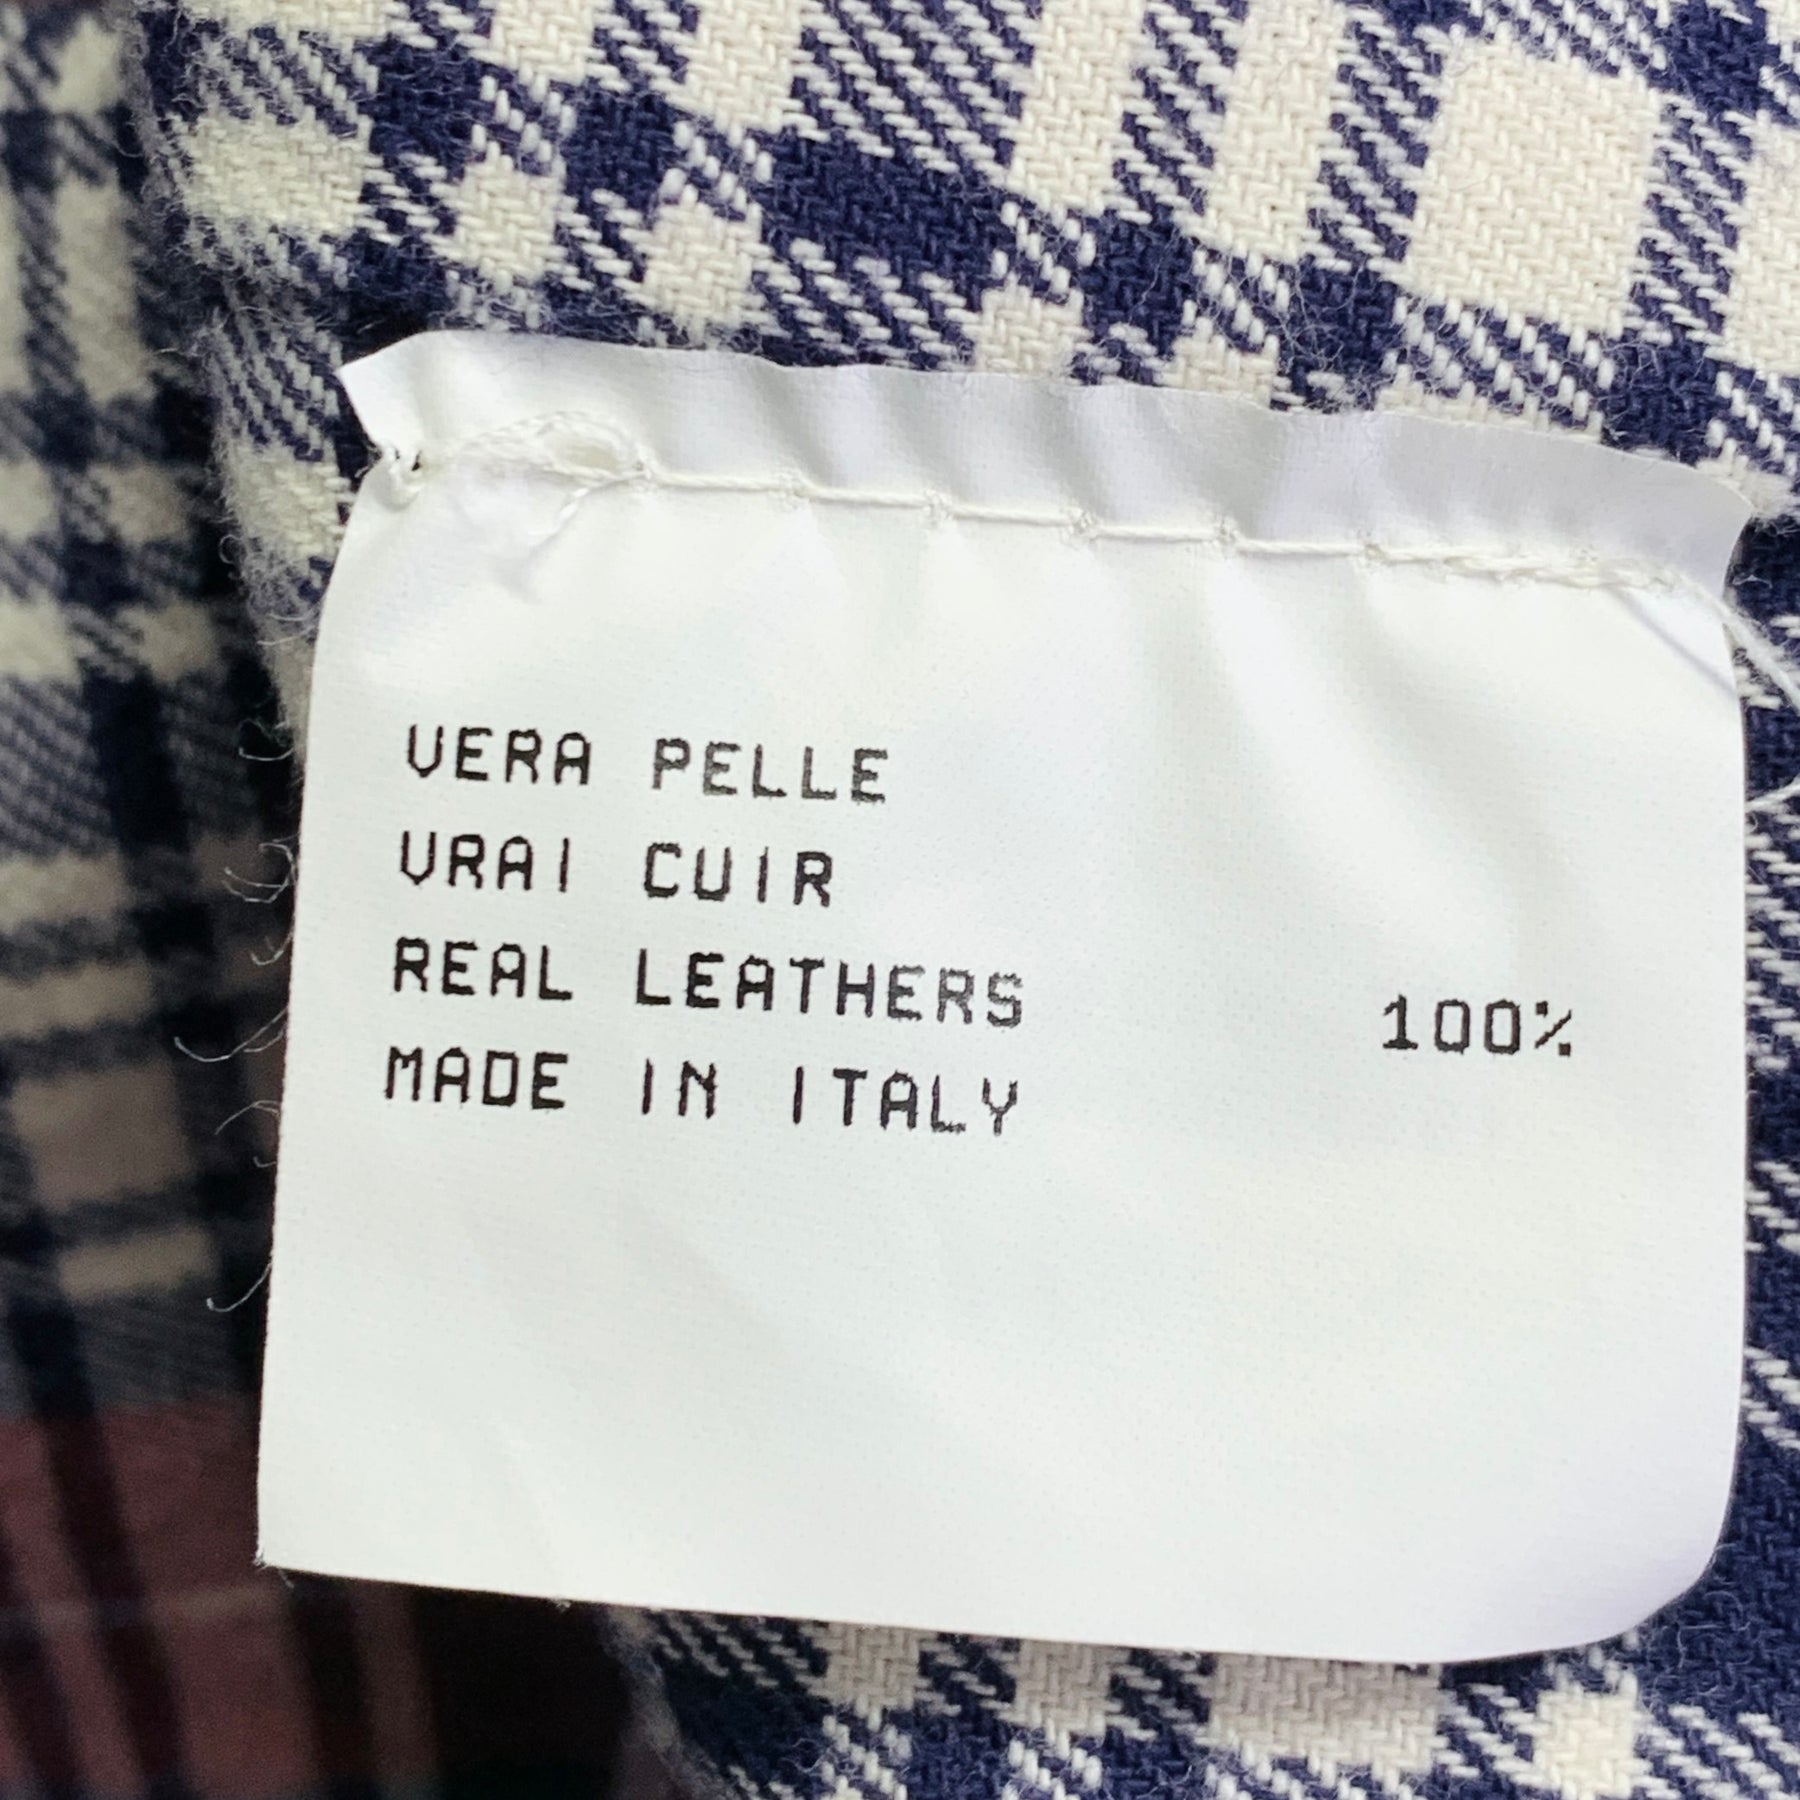 VERA PELLE
VRAI CUIR
REAL LEATHERS 100%
MADE IN ITALY